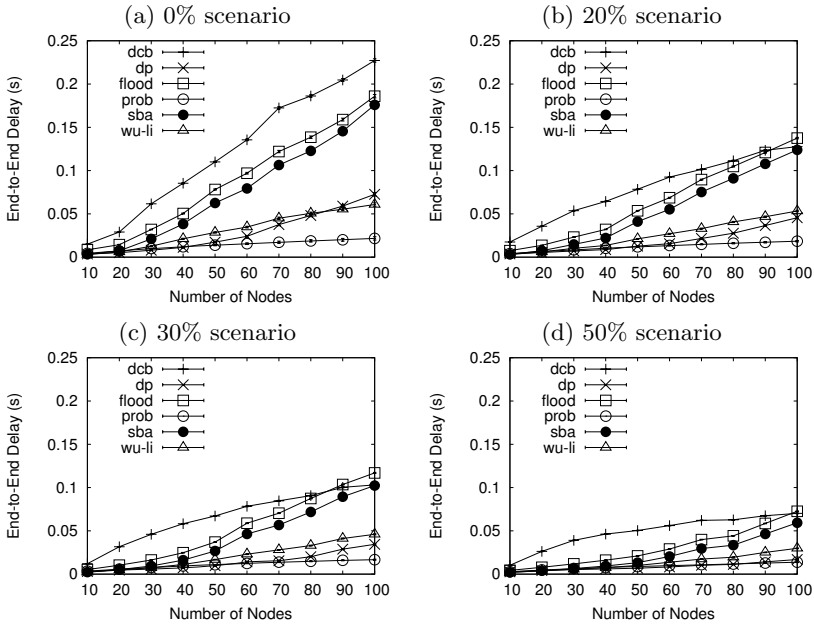 (a) 0% scenario
End-to-End Delay (s)
0.25
0.2
0.15
0.1
0.05
0
dcb
dp
flood
prob
sba
wu-li
10 20 30 40 50 60 70 80 90 100
Number of Nodes
(b) 20% scenario
End-to-End Delay (s)
0.25
0.2
0.15
0.1
0.05
0
dcb
dp
flood
prob
sba
wu-li
10 20 30 40 50 60 70 80 90 100
Number of Nodes
(c) 30% scenario
End-to-End Delay (s)
0.25
0.2
0.15
0.1
0.05
0
dcb
dp
flood
prob
sba
wu-li
10 20 30 40 50 60 70 80 90 100
Number of Nodes
(d) 50% scenario
End-to-End Delay (s)
0.25
0.2
0.15
0.1
0.05
0
dcb
dp
flood
prob
sba
wu-li
10 20 30 40 50 60 70 80 90 100
Number of Nodes